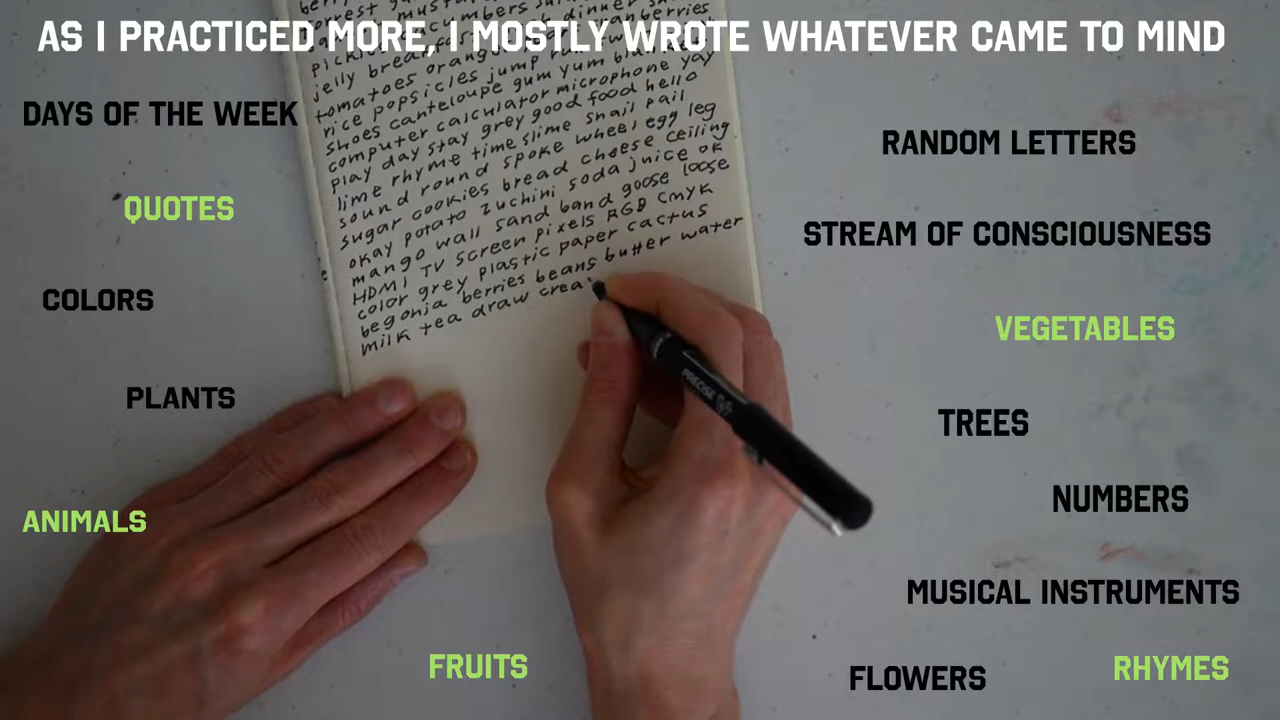 AS I PRACTICED MORE, I MOSTLY WROTE WHATEVER CAME TO MIND
DAYS OF THE WEEK
QUOTES
COLORS
PLANTS
ANIMALS
FRUITS
RANDOM LETTERS
STREAM OF CONSCIOUSNESS
VEGETABLES
TREES
NUMBERS
MUSICAL INSTRUMENTS
FLOWERS
RHYMES
tomatoes orange
rice popsicles jump
shoes canteloupe gum yum
computer calculator microphone yay
play day stay grey good food hello
lime rhyme time slime snail pail
sound round spoke wheel egg leg
sugar cookies bread cheese ceiling
okay potato zuchini soda juice OK
mango wall sand band goose loose
HDMI TV screen pixels RGB CMYK
color grey plastic paper cactus
begonia berries beans butter water
milk tea draw crea
PRECISE